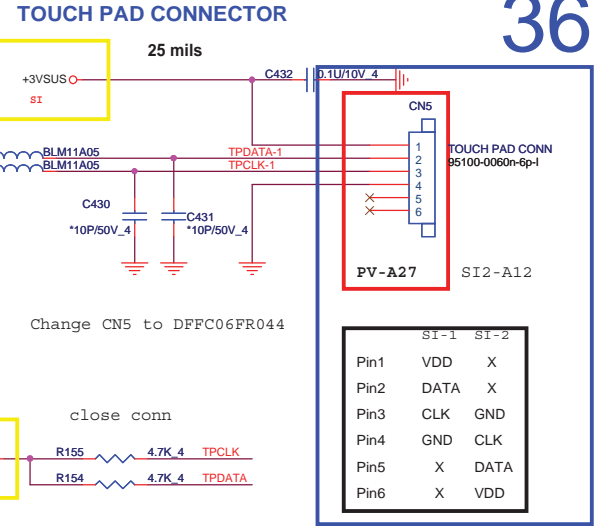 TOUCH PAD CONNECTOR
36
25 mils
+3VSUS
SI
C432
0.1U/10V_4
CN5
BLM11A05
TPDATA-1
BLM11A05
TPCLK-1
1
2
3
4
5
6
TOUCH PAD CONN
95100-0060n-6p-l
C430
*10P/50V_4
C431
*10P/50V_4
PV-A27
SI2-A12
Change CN5 to DFFC06FR044
SI-1 SI-2
Pin1 VDD X
Pin2 DATA X
Pin3 CLK GND
Pin4 GND CLK
Pin5 X DATA
Pin6 X VDD
close conn
R155 4.7K_4 TPCLK
R154 4.7K_4 TPDATA